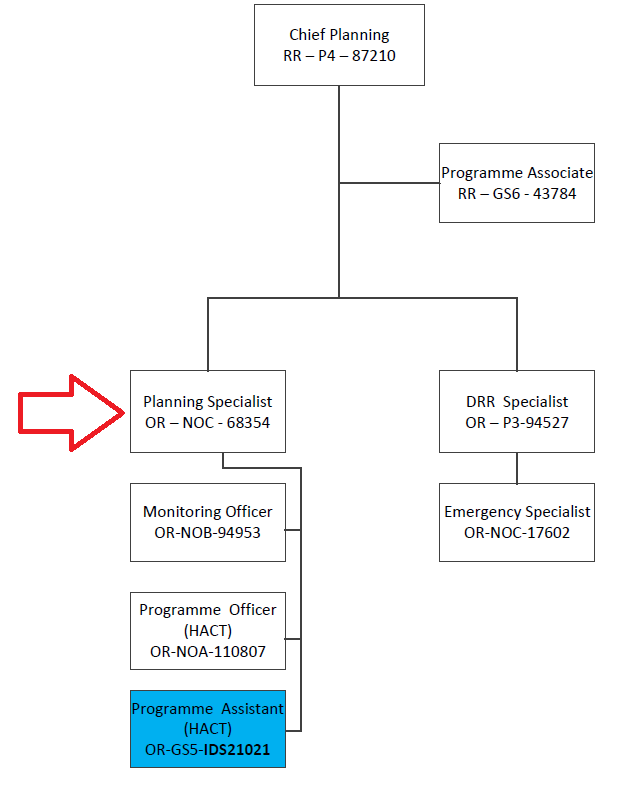 Chief Planning
RR – P4 – 87210
Programme Associate
RR – GS6 - 43784
Planning Specialist
OR – NOC - 68354
DRR Specialist
OR – P3-94527
Monitoring Officer
OR-NOB-94953
Emergency Specialist
OR-NOC-17602
Programme Officer
(HACT)
OR-NOA-110807
Programme Assistant
(HACT)
OR-GS5-IDS21021